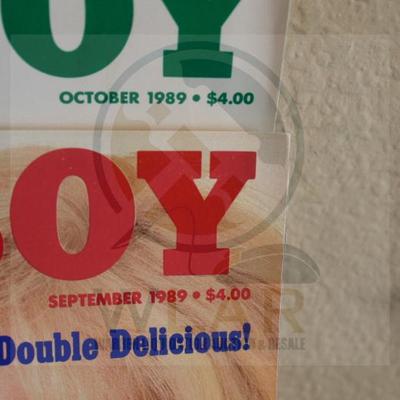 OY
OCTOBER 1989 • $4.00
OY
SEPTEMBER 1989 • $4.00
Double Delicious!